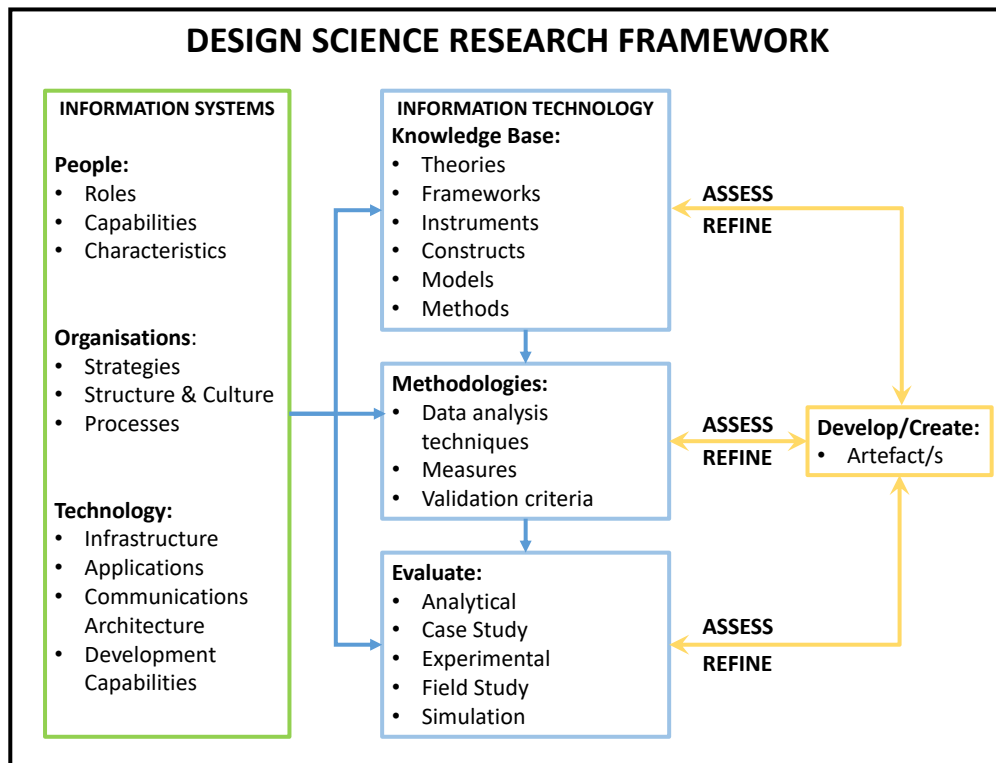 DESIGN SCIENCE RESEARCH FRAMEWORK
INFORMATION SYSTEMS
People:
• Roles
• Capabilities
• Characteristics
Organisations:
• Strategies
• Structure & Culture
• Processes
Technology:
• Infrastructure
• Applications
• Communications
Architecture
• Development
Capabilities
INFORMATION TECHNOLOGY
Knowledge Base:
• Theories
• Frameworks
• Instruments
• Constructs
• Models
• Methods
Methodologies:
• Data analysis
techniques
• Measures
• Validation criteria
Evaluate:
• Analytical
• Case Study
• Experimental
• Field Study
• Simulation
ASSESS
REFINE
ASSESS
REFINE
ASSESS
REFINE
Develop/Create:
• Artefact/s